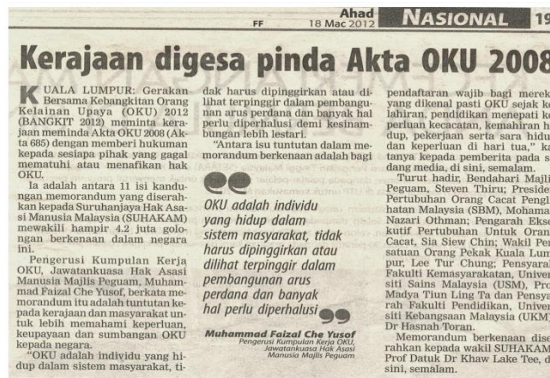 FF
Ahad
18 Mac 2012
NASIONAL
19
Kerajaan digesa pinda Akta OKU 2008
KUALA LUMPUR: Gerakan
Bersama Kebangkitan Orang
Kelainan Upaya (OKU) 2012
(BANGKIT 2012) meminta kera-
jaan meminda Akta OKU 2008 (Ak-
ta 685) dengan memberi hukuman
kepada sesiapa pihak yang gagal
mematuhi atau menafikan hak
OKU.
Ia adalah antara 11 isi kandu-
ngan memorandum yang diserah-
kan kepada Suruhanjaya Hak Asa-
si Manusia Malaysia (SUHAKAM)
mewakili hampir 4.2 juta golo-
ngan berkenaan dalam negara
ini.
Pengerusi Kumpulan Kerja
OKU, Jawatankuasa Hak Asasi
Manusia Majlis Peguam, Muham-
mad Faizal Che Yusof, berkata me-
morandum itu adalah tuntutan ke-
pada kerajaan dan masyarakat un-
tuk lebih memahami keperluan,
keupayaan dan sumbangan OKU
kepada negara.
"OKU adalah individu yang hi-
dup dalam sistem masyarakat, ti-
dak harus dipinggirkan atau di-
lihat terpinggir dalam pembangu-
nan arus perdana dan banyak hal
perlu diperhalusi demi kesinam-
bungan lebih lestari.
"Antara isu tuntutan dalam me-
morandum berkenaan adalah bagi
OKU adalah individu
yang hidup dalam
sistem masyarakat, tidak
harus dipinggirkan atau
dilihat terpinggir dalam
pembangunan arus
perdana dan banyak
hal perlu diperhalusi
Muhammad Faizal Che Yusof
Pengerusi Kumpulan Kerja OKU,
Jawatankuasa Hak Asasi
Manusia Majlis Peguam
pendaftaran wajib bagi merek
yang dikenal pasti OKU sejak ke
lahiran, pendidikan menepati ke
perluan kecacatan, kemahiran hi
dup, pekerjaan serta sara hidu
dan keperluan di hari tua," ka
tanya kepada pemberita pada s
dang media, di sini, semalam.
Turut hadir, Bendahari Majli
Peguam, Steven Thiru; Preside
Pertubuhan Orang Cacat Pengli
hatan Malaysia (SBM), Mohama
Nazari Othman; Pengarah Ekse
kutif Pertubuhan Untuk Oran
Cacat, Sia Siew Chin; Wakil Per
satuan Orang Pekak Kuala Lum
pur, Lee Tur Chung; Pensyara
Fakulti Kemasyarakatan, Univer
siti Sains Malaysia (USM), Pro
Madya Tiun Ling Ta dan Pensya
rah Fakulti Pendidikan, Univer
siti Kebangsaan Malaysia (UKM)
Dr Hasnah Toran.
Memorandum berkenaan dise
rahkan kepada wakil SUHAKAM
Prof Datuk Dr Khaw Lake Tee, d
sini, semalam.